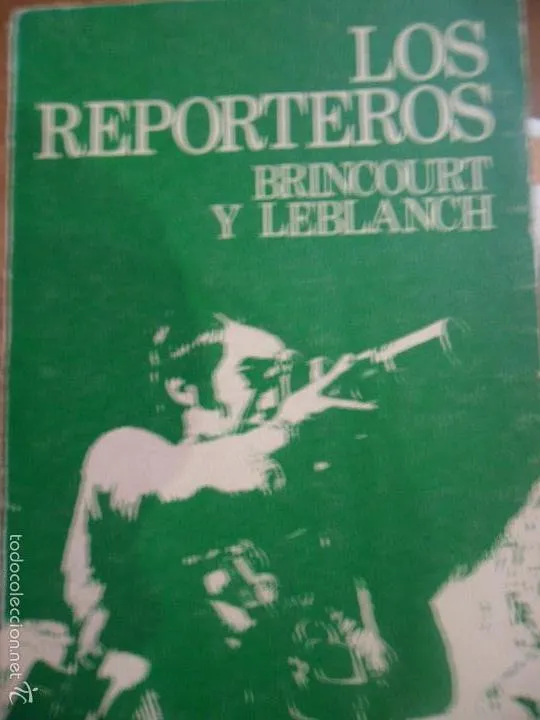 LOS
REPORTEROS
BRINCOURT
Y LEBLANCH
todocoleccion.net